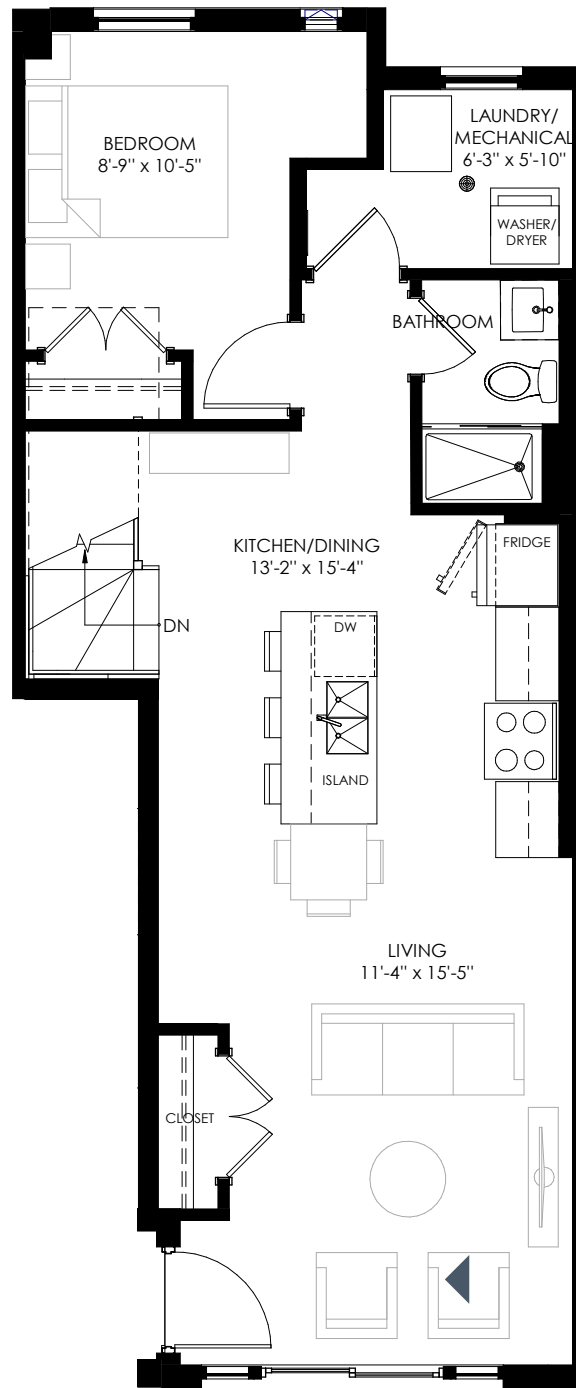 BEDROOM
8'-9" x 10'-5"
LAUNDRY/
MECHANICAL
6'-3" x 5'-10"
WASHER/
DRYER
BATHROOM
KITCHEN/DINING
13'-2" x 15'-4"
FRIDGE
DN
DW
ISLAND
LIVING
11'-4" x 15'-5"
CLOSET